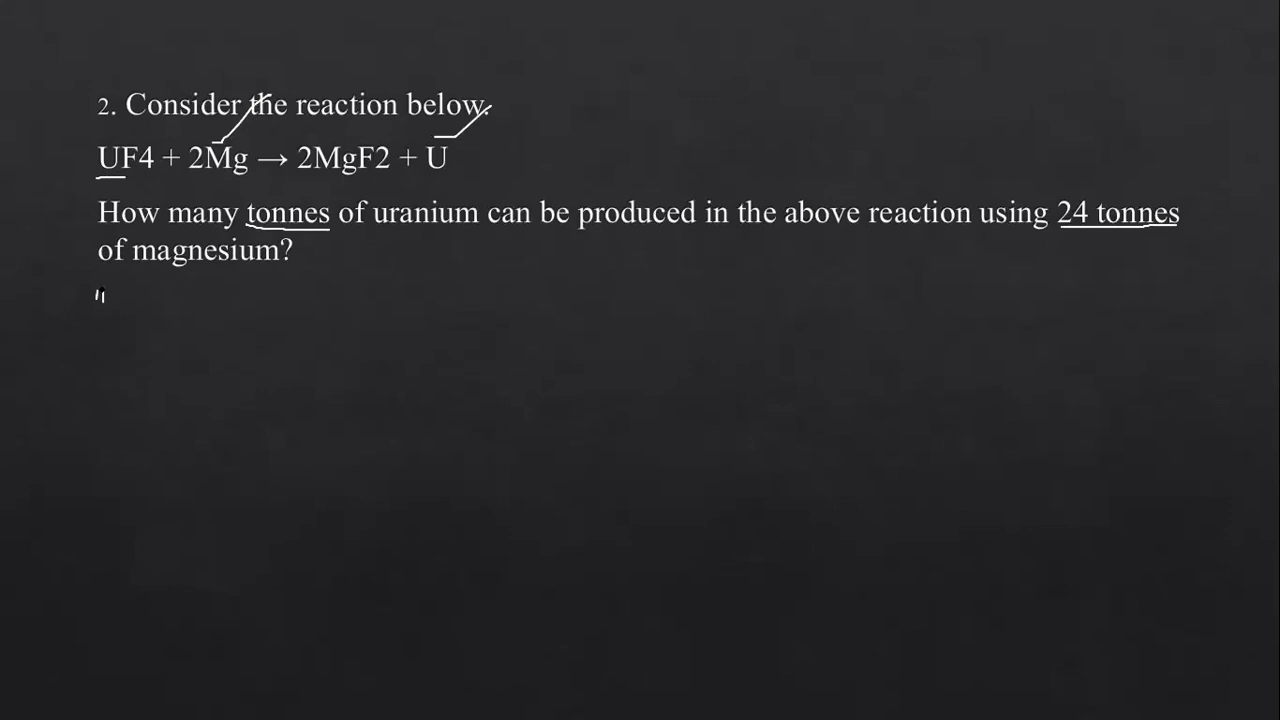 2. Consider the reaction below.
UF4 + 2Mg → 2MgF2 + U
How many tonnes of uranium can be produced in the above reaction using 24 tonnes
of magnesium?